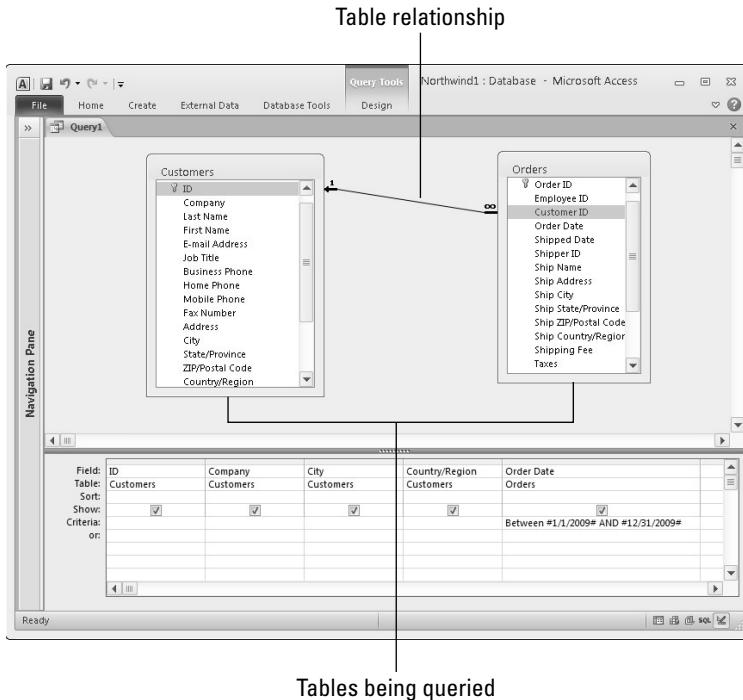 Table relationship
Query Tools
Northwind1 : Database - Microsoft Access
File Home Create External Data Database Tools Design
Query1
Navigation Pane
Customers
ID
Company
Last Name
First Name
E-mail Address
Job Title
Business Phone
Home Phone
Mobile Phone
Fax Number
Address
City
State/Province
ZIP/Postal Code
Country/Region
1
∞
Orders
Order ID
Employee ID
Customer ID
Order Date
Shipped Date
Shipper ID
Ship Name
Ship Address
Ship City
Ship State/Province
Ship ZIP/Postal Code
Ship Country/Regior
Shipping Fee
Taxes
Field: ID Company City Country/Region Order Date
Table: Customers Customers Customers Customers Orders
Sort:
Show:
Criteria: Between #1/1/2009# AND #12/31/2009#
or:
Ready
SQL
Tables being queried